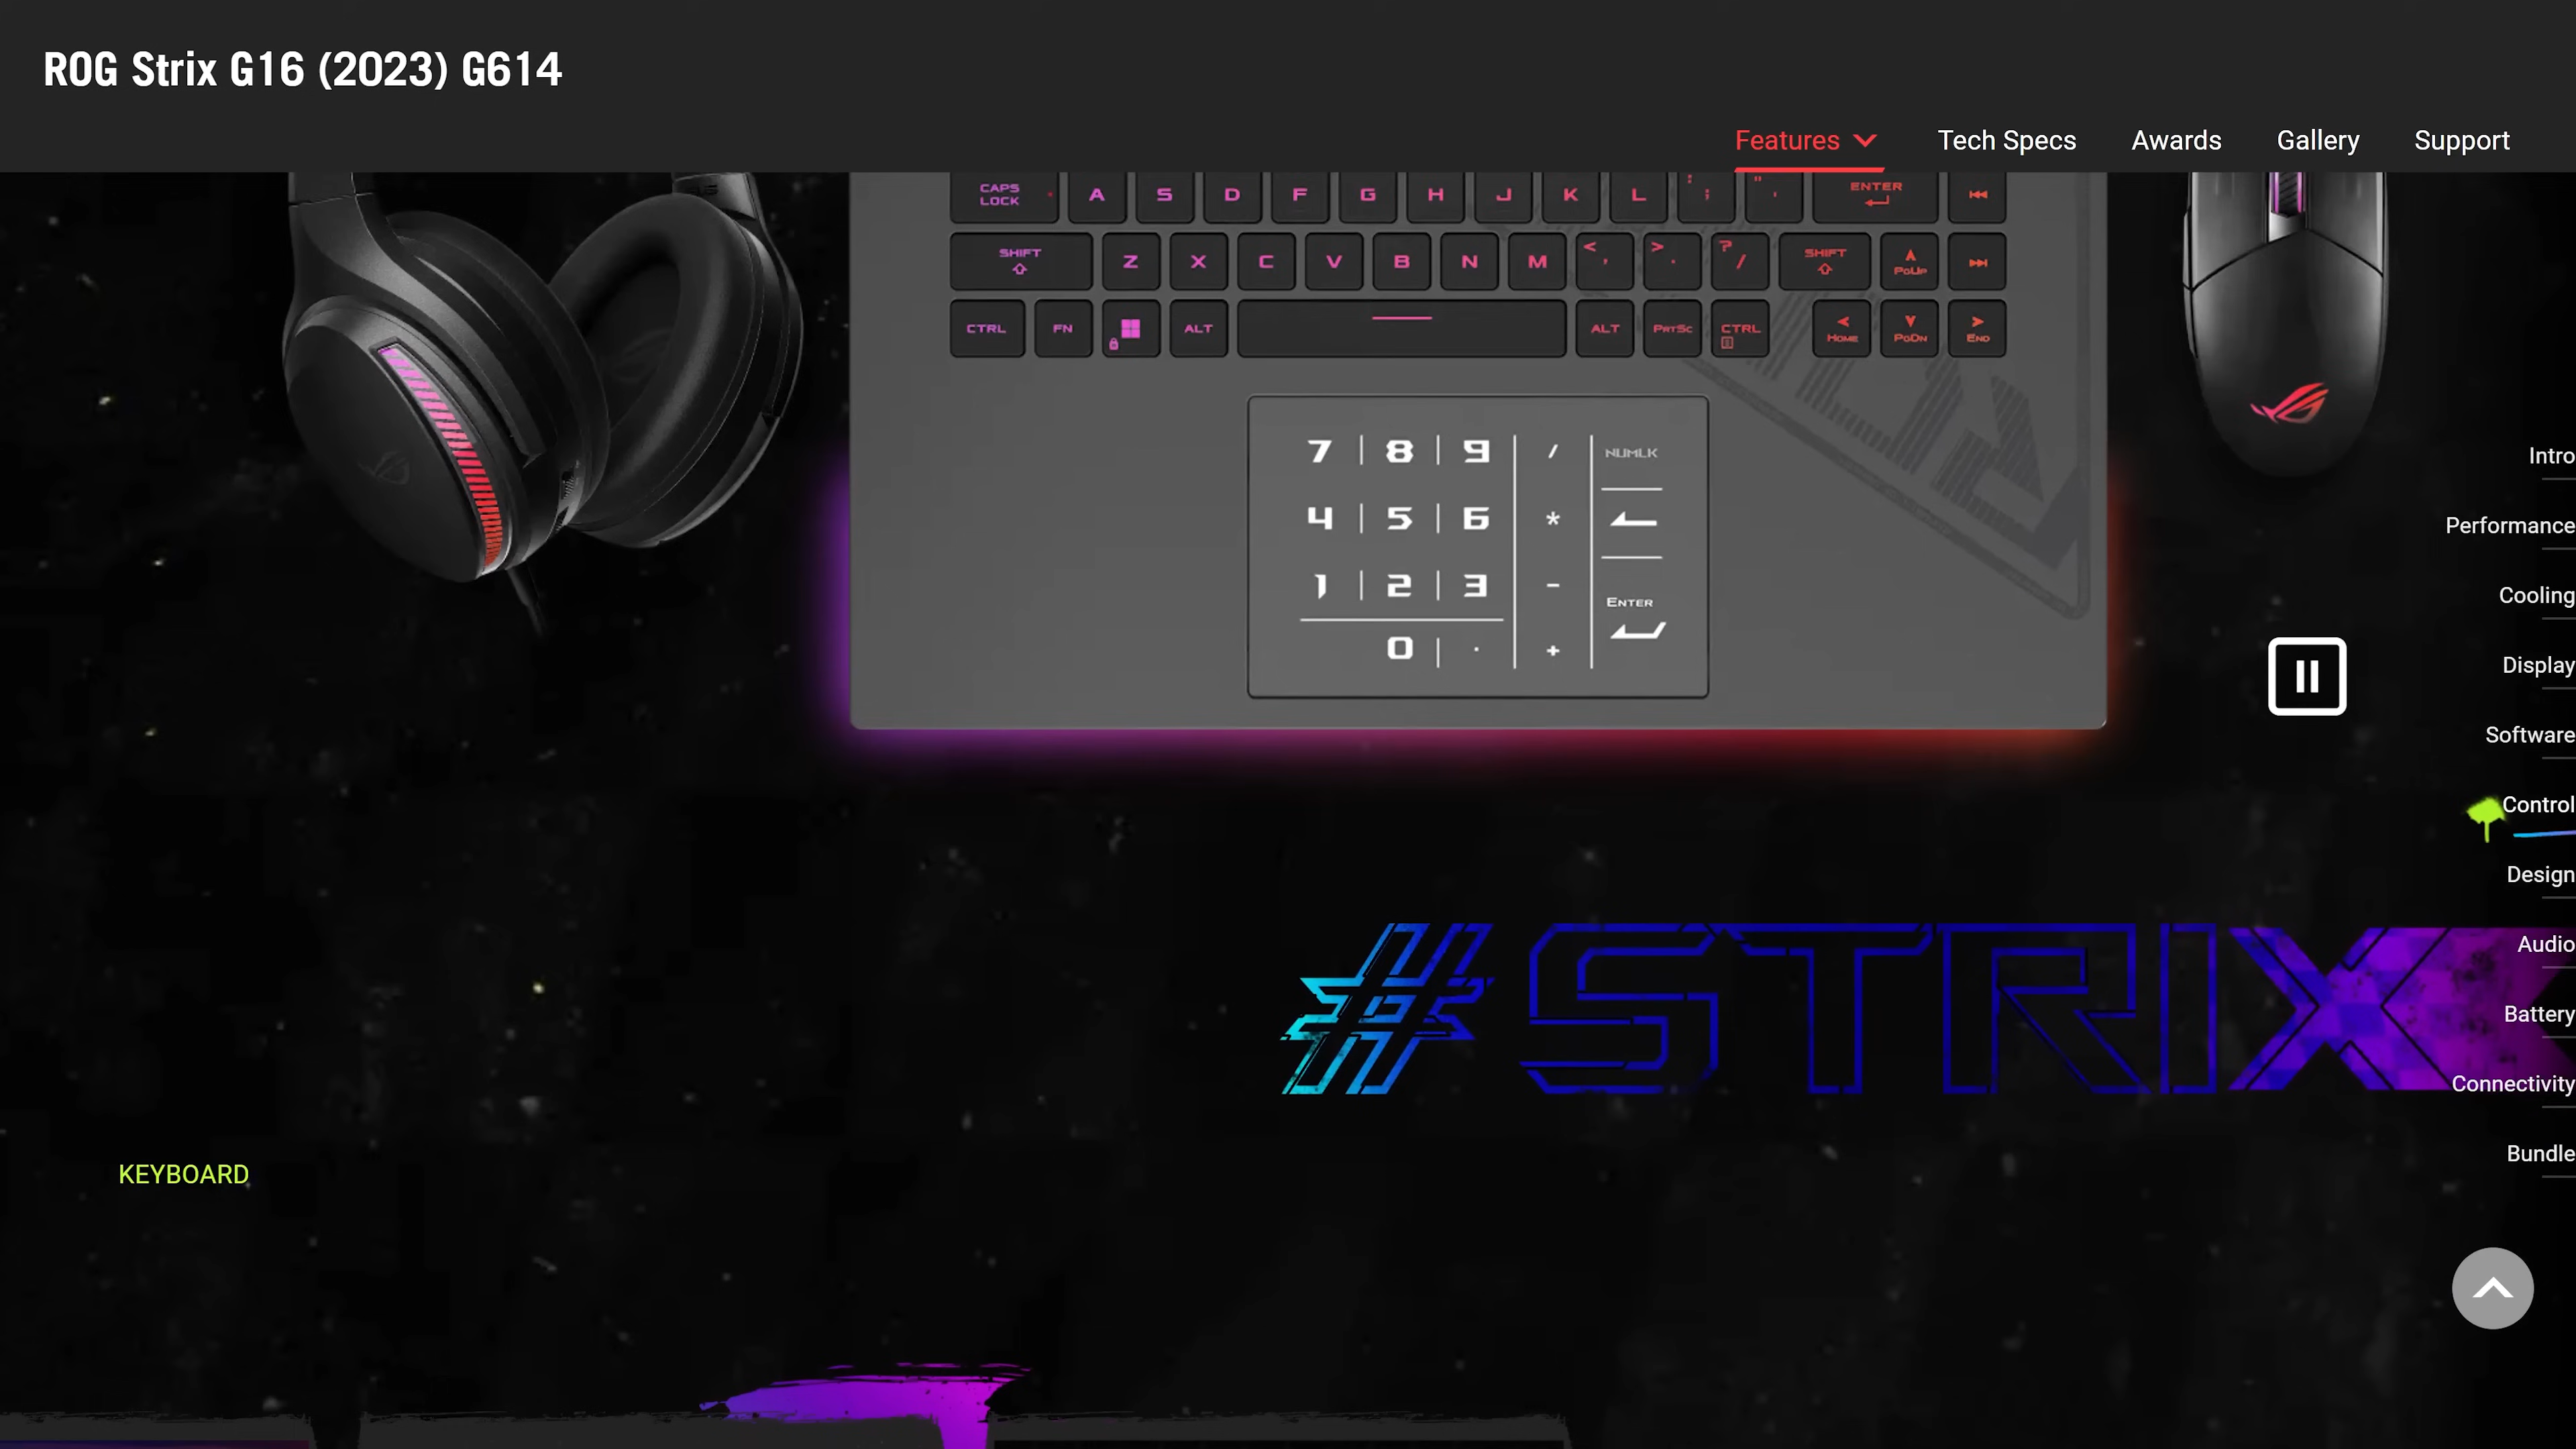 ROG Strix G16 (2023) G614
Features
Tech Specs
Awards
Gallery
Support
CAPS LOCK A S D F G H J K L : ; " ' ENTER
SHIFT Z X C V B N M < , > . ? / SHIFT PGUP
CTRL FN ALT ALT PRTSC CTRL HOME PGDN END
7 8 9 / NUMLK
4 5 6 *
1 2 3 - ENTER
0 . +
Intro
Performance
Cooling
Display
Software
Control
Design
Audio
Battery
Connectivity
Bundle
#STRIX
KEYBOARD